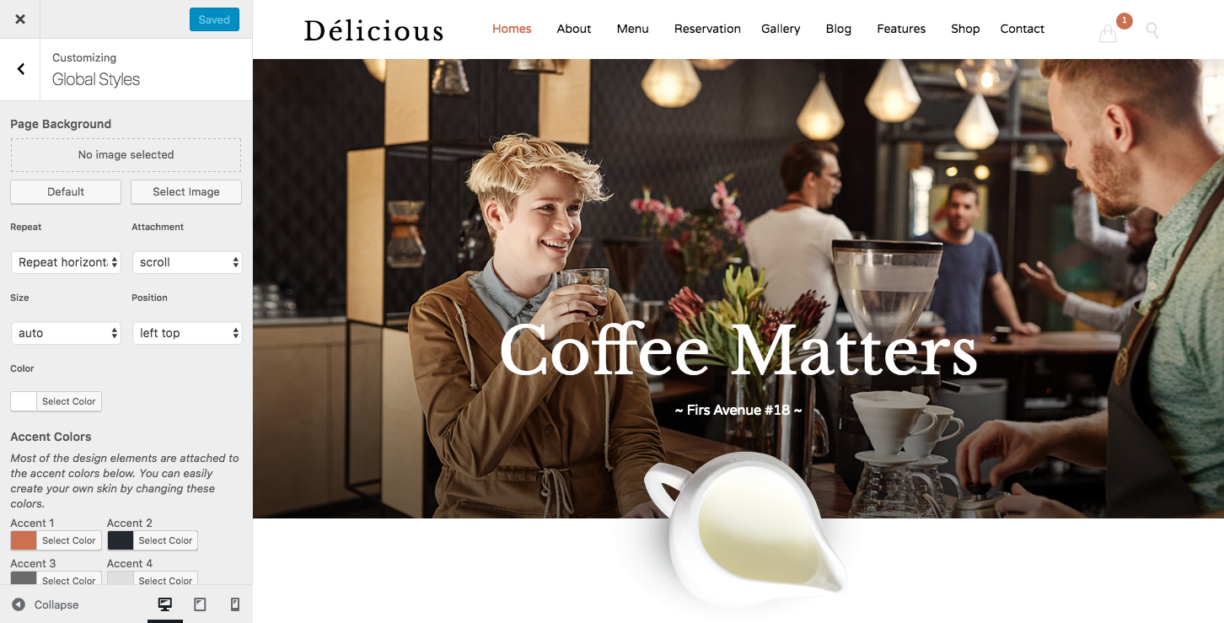 Saved
Customizing
Global Styles
Page Background
No image selected
Default Select Image
Repeat Attachment
Repeat horizont scroll
Size Position
auto left top
Color
Select Color
Accent Colors
Most of the design elements are attached to
the accent colors below. You can easily
create your own skin by changing these
colors.
Accent 1 Accent 2
Select Color Select Color
Accent 3 Accent 4
Select Color Select Color
Collapse
Délicious
Homes About Menu Reservation Gallery Blog Features Shop Contact 1
Coffee Matters
~ Firs Avenue #18 ~